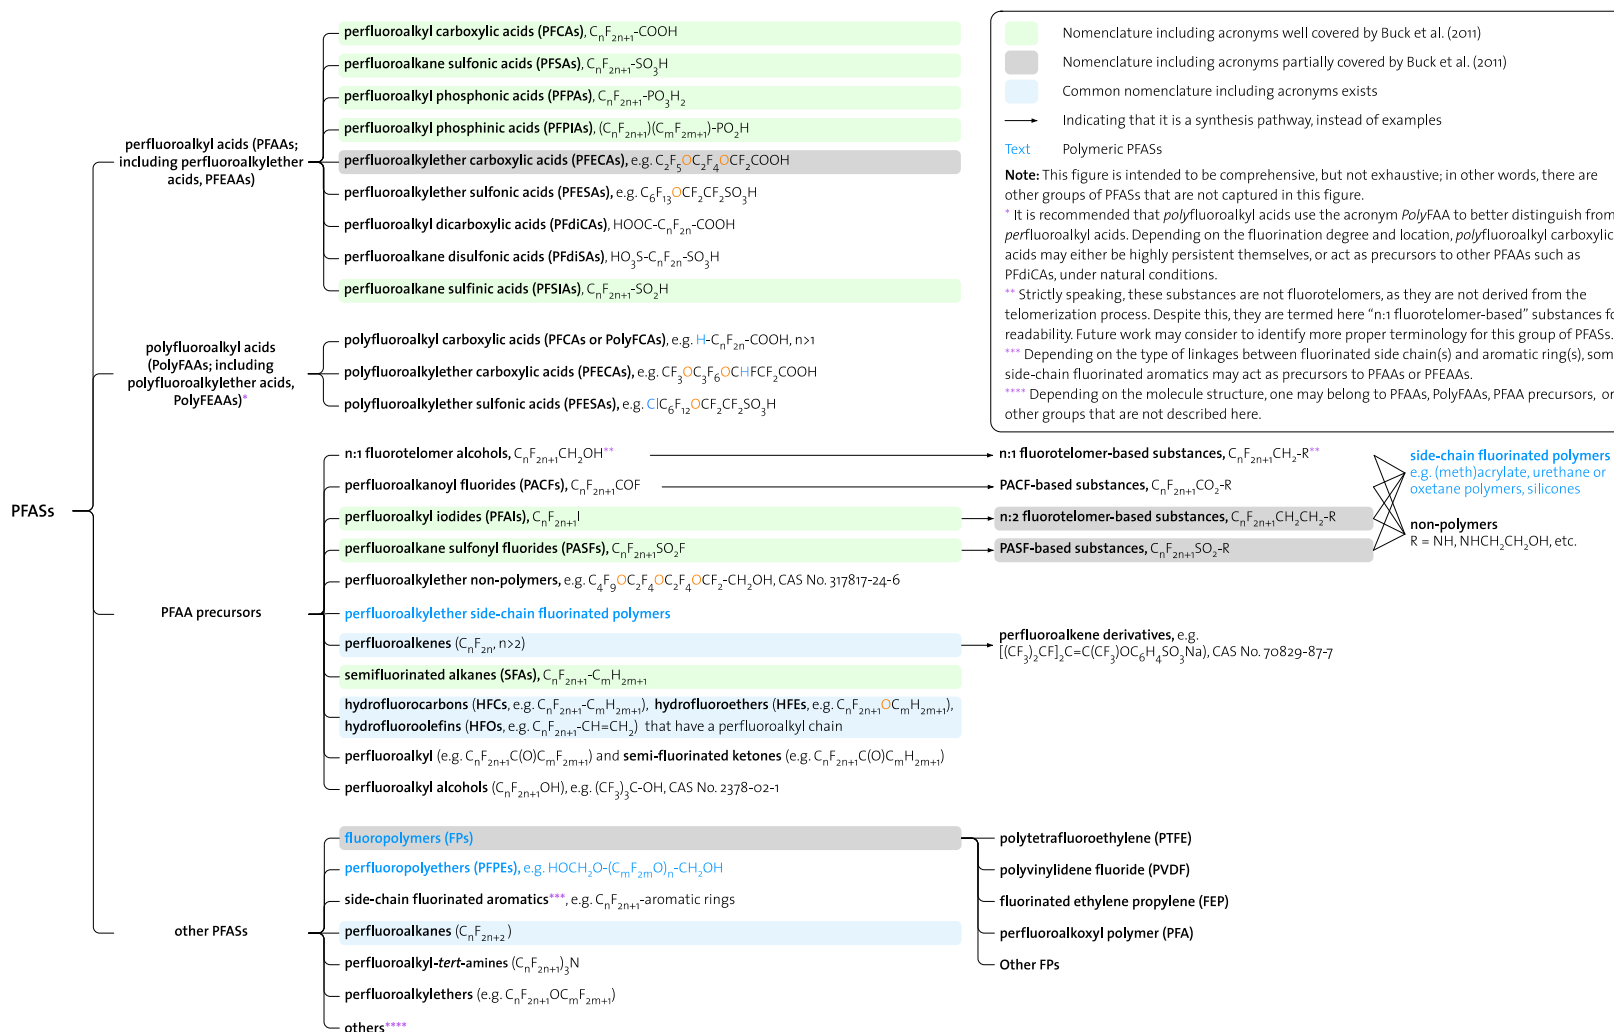 perfluoroalkyl carboxylic acids (PFCAs), CₙF₂ₙ₊₁-COOH
perfluoroalkane sulfonic acids (PFSAs), CₙF₂ₙ₊₁-SO₃H
perfluoroalkyl phosphonic acids (PFPAs), CₙF₂ₙ₊₁-PO₃H₂
perfluoroalkyl phosphinic acids (PFPIAs), (CₙF₂ₙ₊₁)(CₘF₂ₘ₊₁)-PO₂H
perfluoroalkyl acids (PFAAs;
including perfluoroalkylether
acids, PFEAAs)
perfluoroalkylether carboxylic acids (PFECAs), e.g. C₂F₅OC₂F₄OCF₂COOH
perfluoroalkylether sulfonic acids (PFESAs), e.g. C₆F₁₃OCF₂CF₂SO₃H
perfluoroalkyl dicarboxylic acids (PFdiCAs), HOOC-CₙF₂ₙ-COOH
perfluoroalkane disulfonic acids (PFdiSAs), HO₃S-CₙF₂ₙ-SO₃H
perfluoroalkane sulfinic acids (PFSIAs), CₙF₂ₙ₊₁-SO₂H
Nomenclature including acronyms well covered by Buck et al. (2011)
Nomenclature including acronyms partially covered by Buck et al. (2011)
Common nomenclature including acronyms exists
Indicating that it is a synthesis pathway, instead of examples
Text Polymeric PFASs
Note: This figure is intended to be comprehensive, but not exhaustive; in other words, there are
other groups of PFASs that are not captured in this figure.
* It is recommended that polyfluoroalkyl acids use the acronym PolyFAA to better distinguish from
perfluoroalkyl acids. Depending on the fluorination degree and location, polyfluoroalkyl carboxylic
acids may either be highly persistent themselves, or act as precursors to other PFAAs such as
PFdiCAs, under natural conditions.
** Strictly speaking, these substances are not fluorotelomers, as they are not derived from the
telomerization process. Despite this, they are termed here “n:1 fluorotelomer-based” substances fo
readability. Future work may consider to identify more proper terminology for this group of PFASs.
*** Depending on the type of linkages between fluorinated side chain(s) and aromatic ring(s), som
side-chain fluorinated aromatics may act as precursors to PFAAs or PFEAAs.
**** Depending on the molecule structure, one may belong to PFAAs, PolyFAAs, PFAA precursors, or
other groups that are not described here.
polyfluoroalkyl acids
(PolyFAAs; including
polyfluoroalkylether acids,
PolyFEAAs)*
polyfluoroalkyl carboxylic acids (PFCAs or PolyFCAs), e.g. H-CₙF₂ₙ-COOH, n>1
polyfluoroalkylether carboxylic acids (PFECAs), e.g. CF₃OC₃F₆OCHFCF₂COOH
polyfluoroalkylether sulfonic acids (PFESAs), e.g. ClC₆F₁₂OCF₂CF₂SO₃H
PFASs
PFAA precursors
n:1 fluorotelomer alcohols, CₙF₂ₙ₊₁CH₂OH**
n:1 fluorotelomer-based substances, CₙF₂ₙ₊₁CH₂-R**
perfluoroalkanoyl fluorides (PACFs), CₙF₂ₙ₊₁COF
PACF-based substances, CₙF₂ₙ₊₁CO₂-R
perfluoroalkyl iodides (PFAIs), CₙF₂ₙ₊₁I
n:2 fluorotelomer-based substances, CₙF₂ₙ₊₁CH₂CH₂-R
perfluoroalkane sulfonyl fluorides (PASFs), CₙF₂ₙ₊₁SO₂F
PASF-based substances, CₙF₂ₙ₊₁SO₂-R
side-chain fluorinated polymers
e.g. (meth)acrylate, urethane or
oxetane polymers, silicones
non-polymers
R = NH, NHCH₂CH₂OH, etc.
perfluoroalkylether non-polymers, e.g. C₄F₉OC₂F₄OC₂F₄OCF₂-CH₂OH, CAS No. 317817-24-6
perfluoroalkylether side-chain fluorinated polymers
perfluoroalkenes (CₙF₂ₙ, n>2)
perfluoroalkene derivatives, e.g.
[(CF₃)₂CF]₂C=C(CF₃)OC₆H₄SO₃Na), CAS No. 70829-87-7
semifluorinated alkanes (SFAs), CₙF₂ₙ₊₁-CₘH₂ₘ₊₁
hydrofluorocarbons (HFCs, e.g. CₙF₂ₙ₊₁-CₘH₂ₘ₊₁), hydrofluoroethers (HFEs, e.g. CₙF₂ₙ₊₁OCₘH₂ₘ₊₁),
hydrofluoroolefins (HFOs, e.g. CₙF₂ₙ₊₁-CH=CH₂) that have a perfluoroalkyl chain
perfluoroalkyl (e.g. CₙF₂ₙ₊₁C(O)CₘF₂ₘ₊₁) and semi-fluorinated ketones (e.g. CₙF₂ₙ₊₁C(O)CₘH₂ₘ₊₁)
perfluoroalkyl alcohols (CₙF₂ₙ₊₁OH), e.g. (CF₃)₃C-OH, CAS No. 2378-02-1
other PFASs
fluoropolymers (FPs)
perfluoropolyethers (PFPEs), e.g. HOCH₂O-(CₘF₂ₘO)ₙ-CH₂OH
side-chain fluorinated aromatics***, e.g. CₙF₂ₙ₊₁-aromatic rings
perfluoroalkanes (CₙF₂ₙ₊₂)
perfluoroalkyl-tert-amines (CₙF₂ₙ₊₁)₃N
perfluoroalkylethers (e.g. CₙF₂ₙ₊₁OCₘF₂ₘ₊₁)
others****
polytetrafluoroethylene (PTFE)
polyvinylidene fluoride (PVDF)
fluorinated ethylene propylene (FEP)
perfluoroalkoxyl polymer (PFA)
Other FPs